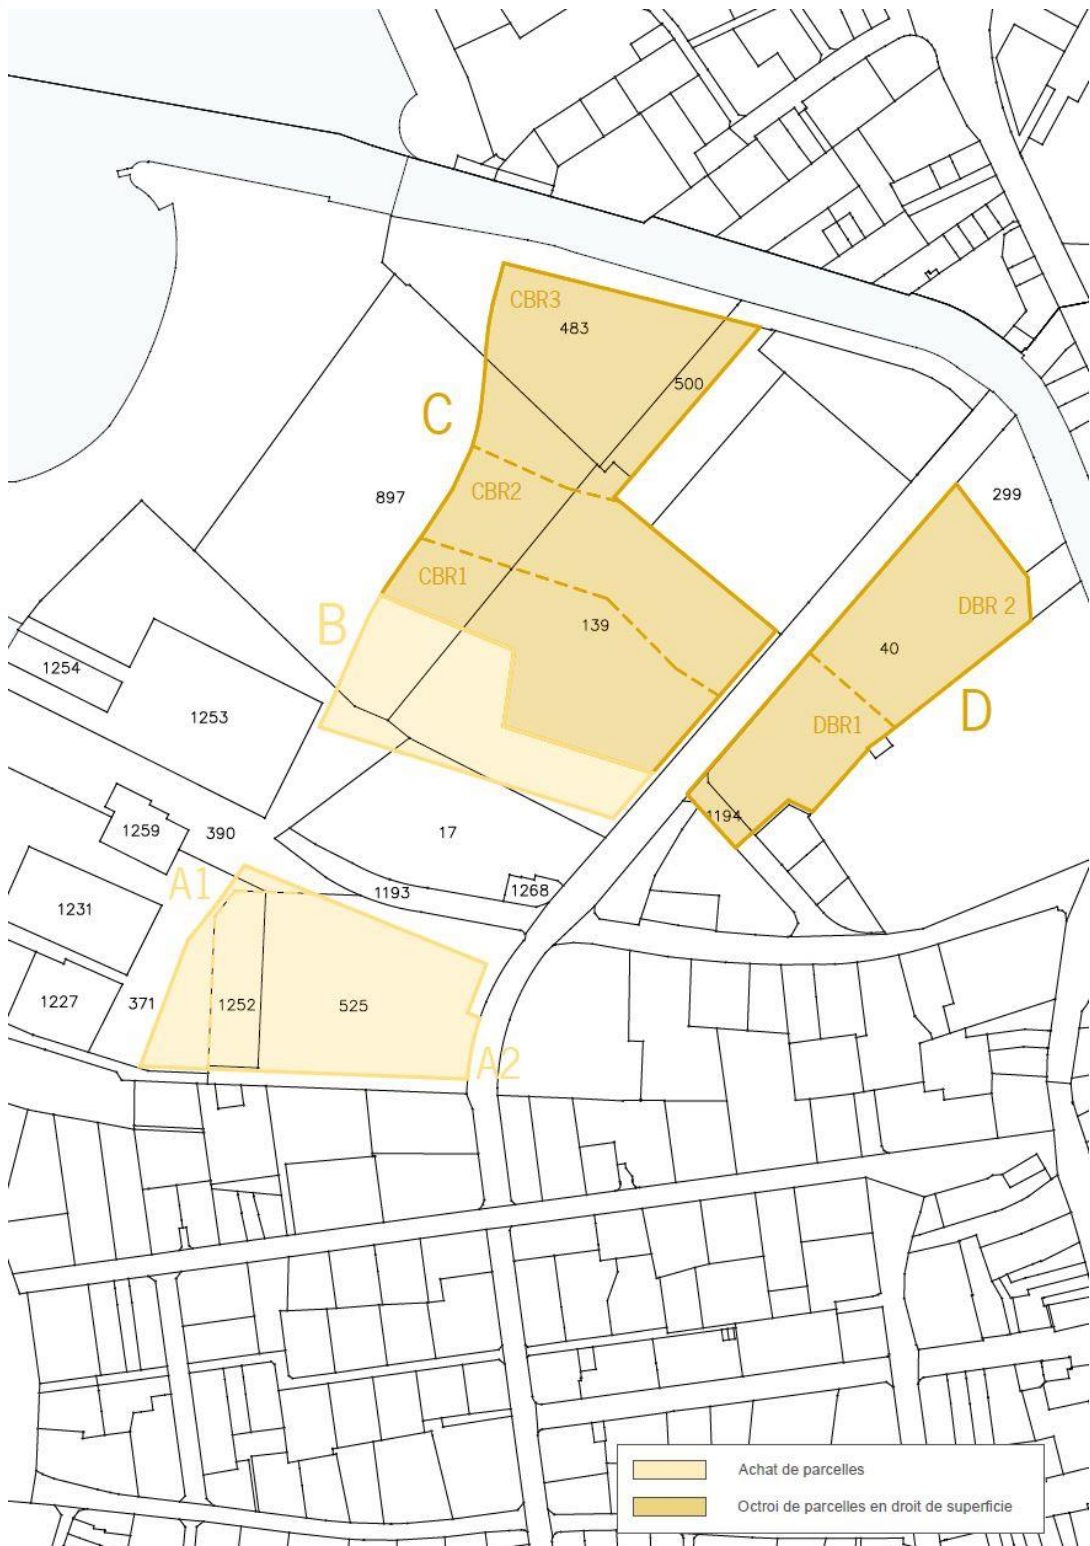 CBR3
483
500
C
CBR2
897
299
CBR1
DBR 2
B
139
40
1254
D
1253
DBR1
1194
1259
390
17
A1
1193
1268
1231
1227
371
1252
525
A2
Achat de parcelles
Octroi de parcelles en droit de superficie